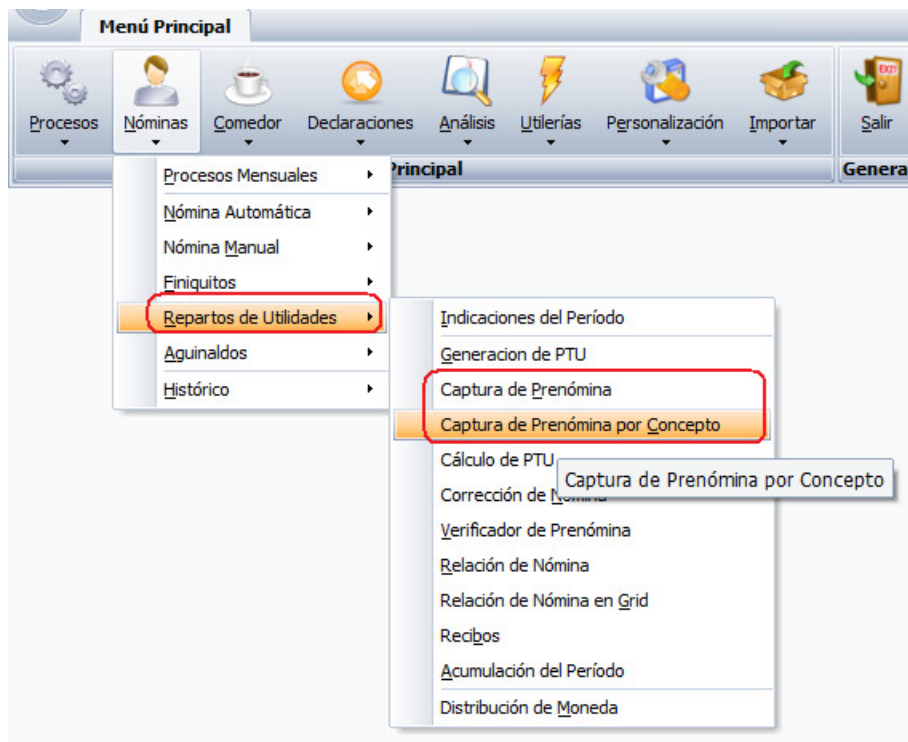 Menú Principal
Procesos
Nóminas
Comedor
Declaraciones
Análisis
Utilerías
Personalización
Importar
Salir
Principal
Genera
Procesos Mensuales
Nómina Automática
Nómina Manual
Finiquitos
Repartos de Utilidades
Aguinaldos
Histórico
Indicaciones del Período
Generacion de PTU
Captura de Prenómina
Captura de Prenómina por Concepto
Cálculo de PTU
Captura de Prenómina por Concepto
Corrección de Nómina
Verificador de Prenómina
Relación de Nómina
Relación de Nómina en Grid
Recibos
Acumulación del Período
Distribución de Moneda